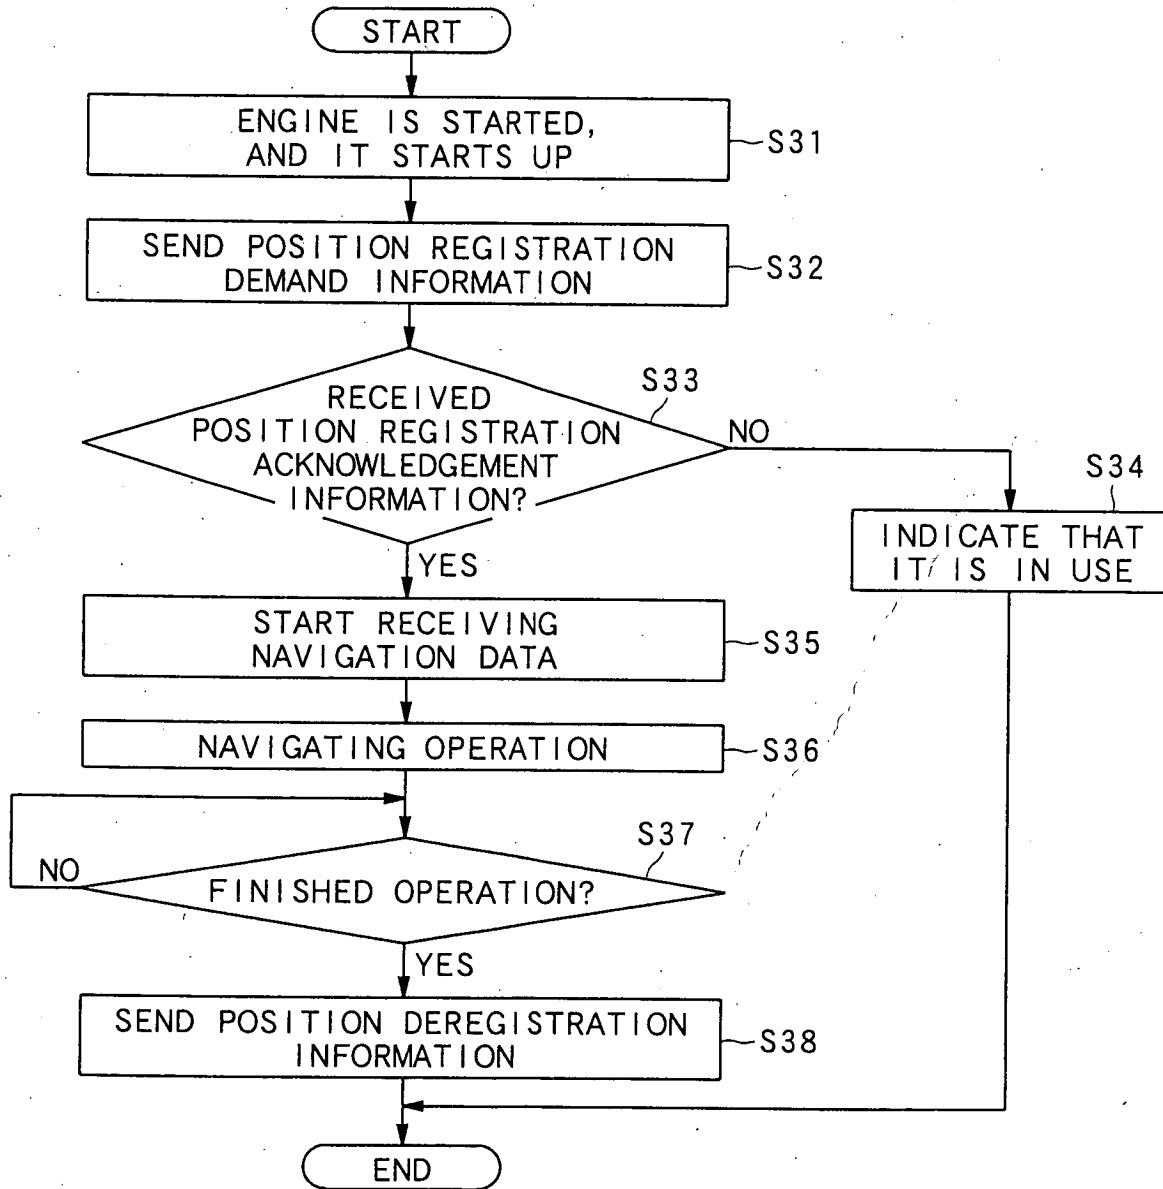 START
ENGINE IS STARTED,
AND IT STARTS UP
S31
SEND POSITION REGISTRATION
DEMAND INFORMATION
S32
RECEIVED
POSITION REGISTRATION
ACKNOWLEDGEMENT
INFORMATION?
S33
NO
S34
INDICATE THAT
IT IS IN USE
YES
START RECEIVING
NAVIGATION DATA
S35
NAVIGATING OPERATION
S36
S37
NO
FINISHED OPERATION?
YES
SEND POSITION DEREGISTRATION
INFORMATION
S38
END